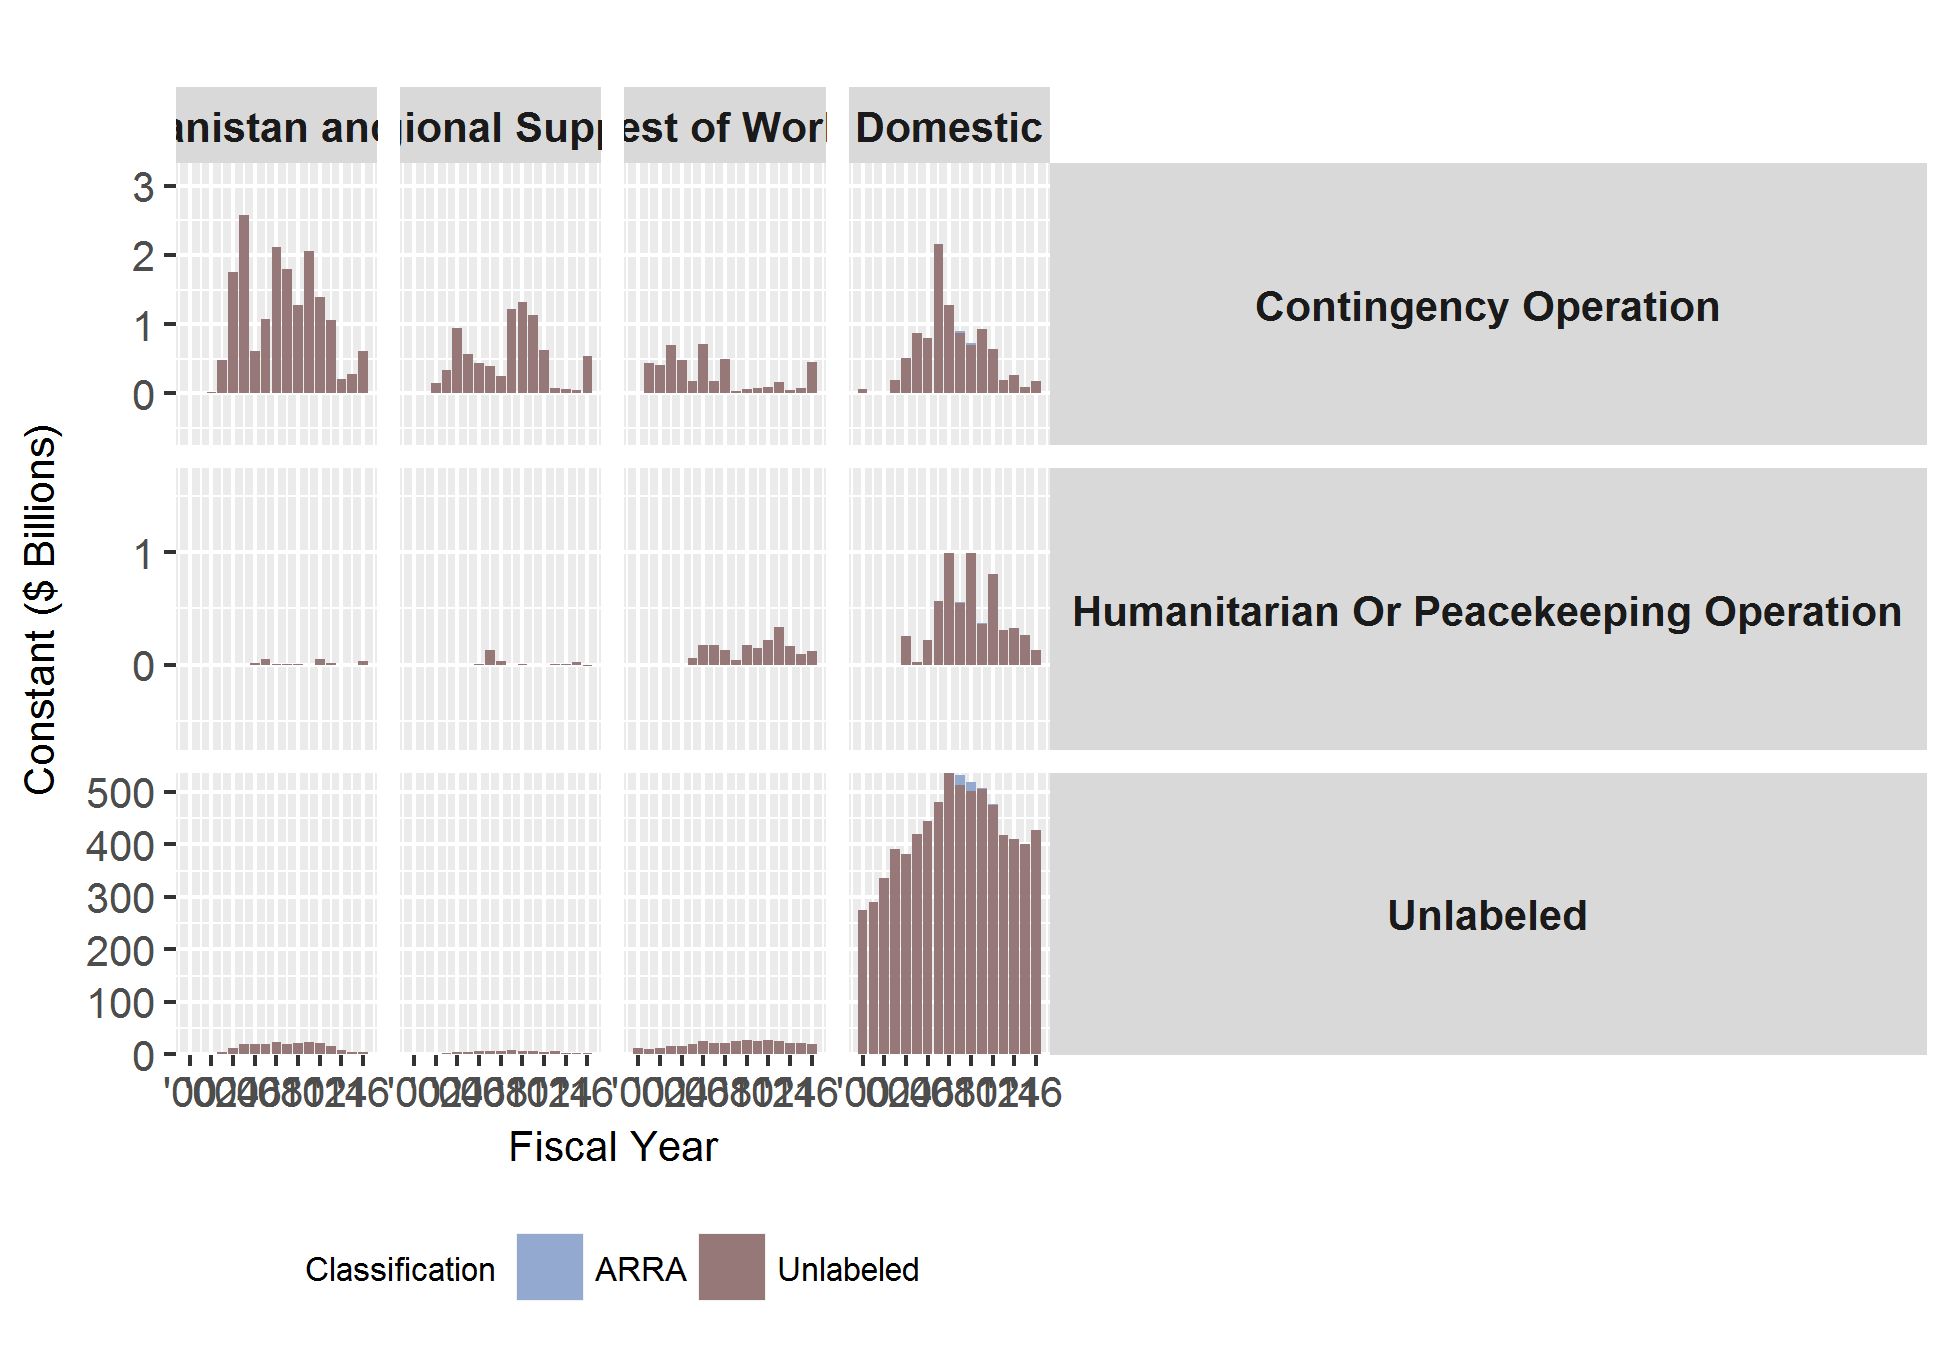 anistan and
gional Supp
est of Worl
Domestic
3
2
1
0
Contingency Operation
1
0
Humanitarian Or Peacekeeping Operation
500
400
300
200
100
0
Unlabeled
Constant ($ Billions)
Fiscal Year
Classification ARRA Unlabeled